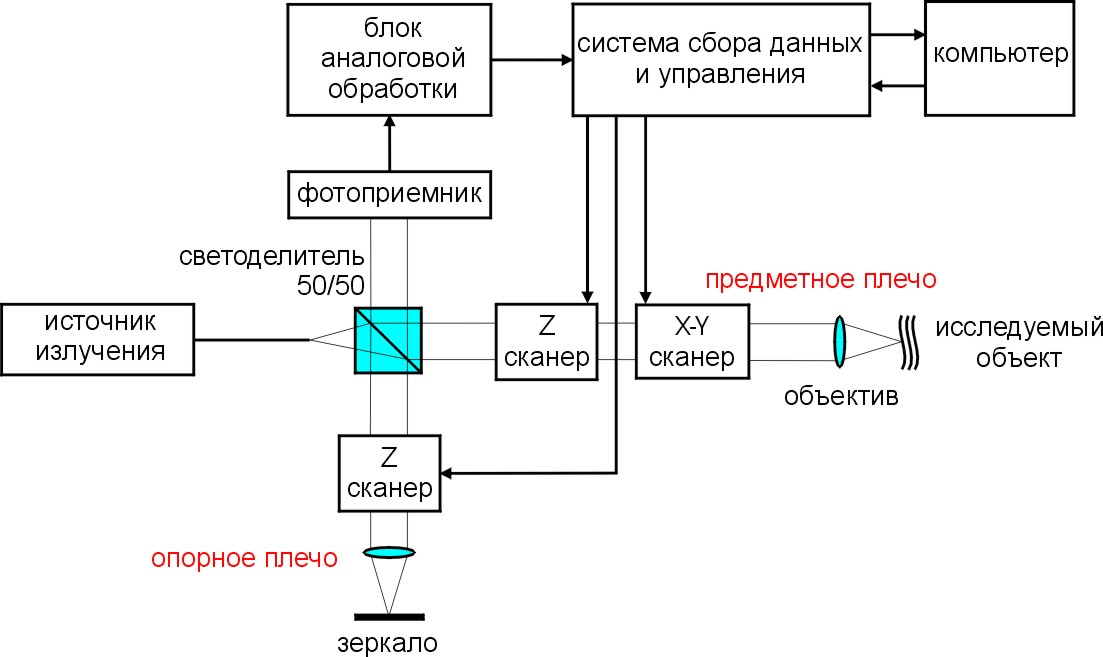 блок
аналоговой
обработки
система сбора данных
и управления
компьютер
фотоприемник
светоделитель
50/50
предметное плечо
источник
излучения
Z
сканер
X-Y
сканер
исследуемый
объект
объектив
Z
сканер
опорное плечо
зеркало